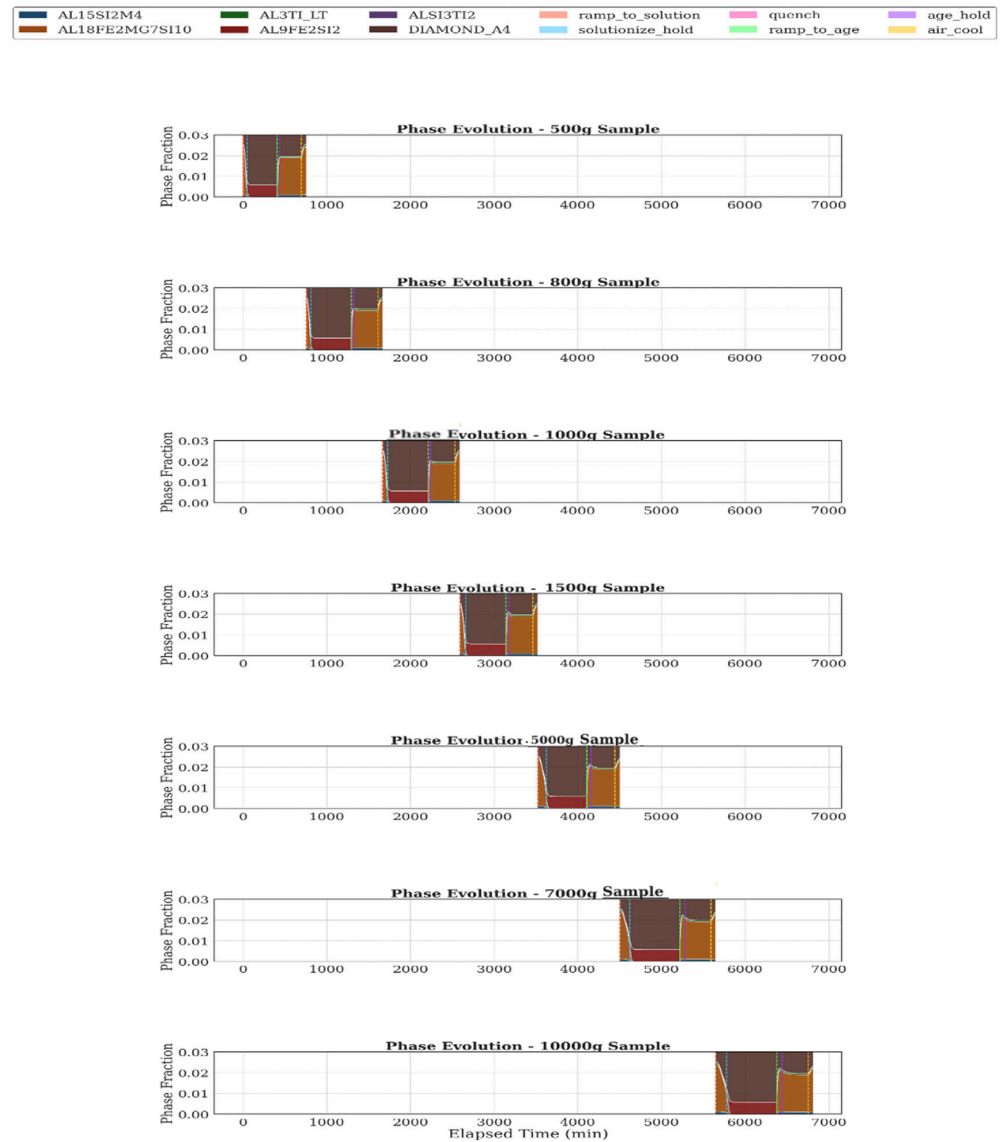 AL15SI2M4 AL3TI_LT ALSI3TI2 ramp_to_solution quench age_hold
AL18FE2MG7SI10 AL9FE2SI2 DIAMOND_A4 solutionize_hold ramp_to_age air_cool
Phase Evolution - 500g Sample
Phase Fraction
0.03
0.02
0.01
0.00
0 1000 2000 3000 4000 5000 6000 7000
Phase Evolution - 800g Sample
Phase Fraction
0.03
0.02
0.01
0.00
0 1000 2000 3000 4000 5000 6000 7000
Phase Evolution - 1000g Sample
Phase Fraction
0.03
0.02
0.01
0.00
0 1000 2000 3000 4000 5000 6000 7000
Phase Evolution - 1500g Sample
Phase Fraction
0.03
0.02
0.01
0.00
0 1000 2000 3000 4000 5000 6000 7000
Phase Evolution - 5000g Sample
Phase Fraction
0.03
0.02
0.01
0.00
0 1000 2000 3000 4000 5000 6000 7000
Phase Evolution - 7000g Sample
Phase Fraction
0.03
0.02
0.01
0.00
0 1000 2000 3000 4000 5000 6000 7000
Phase Evolution - 10000g Sample
Phase Fraction
0.03
0.02
0.01
0.00
0 1000 2000 3000 4000 5000 6000 7000
Elapsed Time (min)